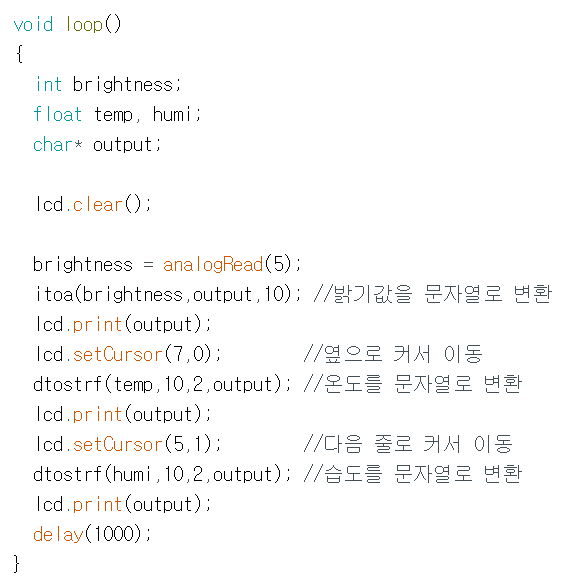 void loop()
{
  int brightness;
  float temp, humi;
  char* output;

  lcd.clear();

  brightness = analogRead(5);
  itoa(brightness,output,10); //밝기값을 문자열로 변환
  lcd.print(output);
  lcd.setCursor(7,0);        //옆으로 커서 이동
  dtostrf(temp,10,2,output); //온도를 문자열로 변환
  lcd.print(output);
  lcd.setCursor(5,1);        //다음 줄로 커서 이동
  dtostrf(humi,10,2,output); //습도를 문자열로 변환
  lcd.print(output);
  delay(1000);
}